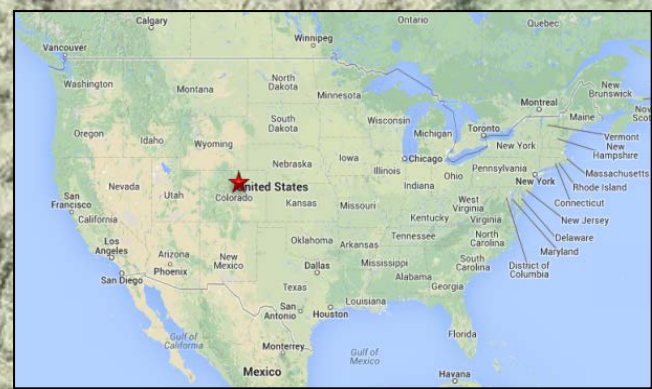 Calgary
Ontario
Quebec
Winnipeg
Vancouver
Washington
North
Dakota
Montana
Minnesota
Montreal
New
Brunswick
Maine
Nov
Scot
South
Dakota
Wisconsin
Michigan
Toronto
New York
Vermont
New
Hampshire
Oregon
Idaho
Wyoming
Nebraska
Iowa
Chicago
Illinois
Indiana
Ohio
Pennsylvania
New York
Massachusetts
Rhode Island
Connecticut
New Jersey
Delaware
Maryland
District of
Columbia
San
Francisco
Nevada
Utah
Colorado
nited States
Kansas
Missouri
West
Virginia
Virginia
Kentucky
California
Los
Angeles
San Diego
Arizona
Phoenix
New
Mexico
Oklahoma
Arkansas
Tennessee
North
Carolina
South
Carolina
Dallas
Mississippi
Alabama
Georgia
Texas
San
Antonio
Houston
Louisiana
Florida
Gulf of
California
Monterrey
Gulf of
Mexico
Mexico
Havana